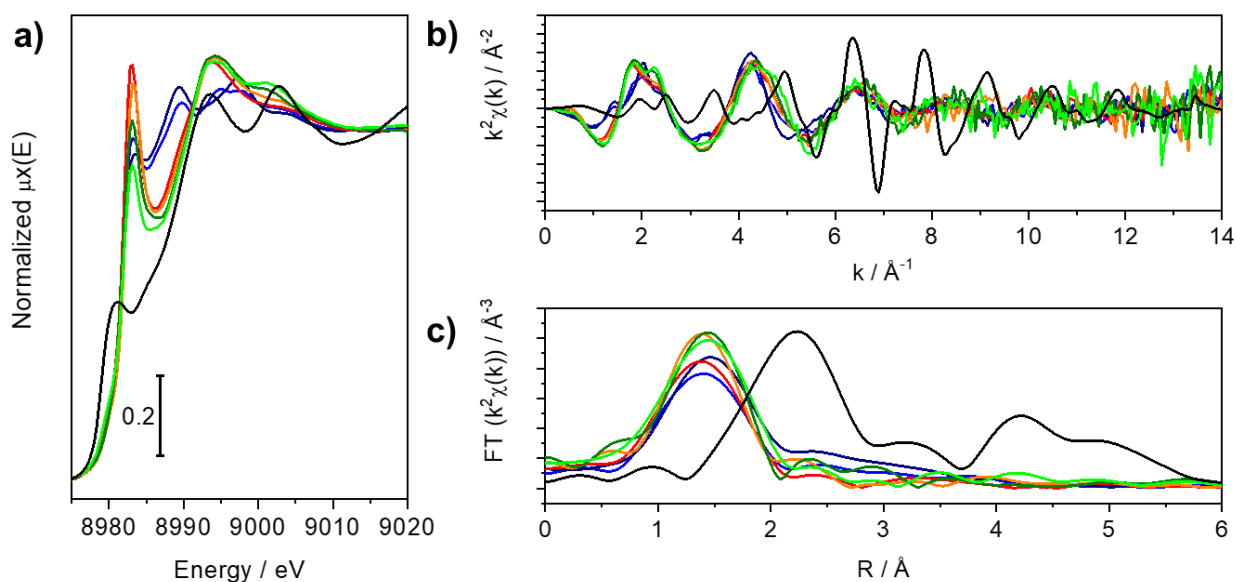 a)
Normalized μx(E)
0.2
8980 8990 9000 9010 9020
Energy / eV
b)
k²χ(k) / Å⁻²
0 2 4 6 8 10 12 14
k / Å⁻¹
c)
FT (k²χ(k)) / Å⁻³
0 1 2 3 4 5 6
R / Å